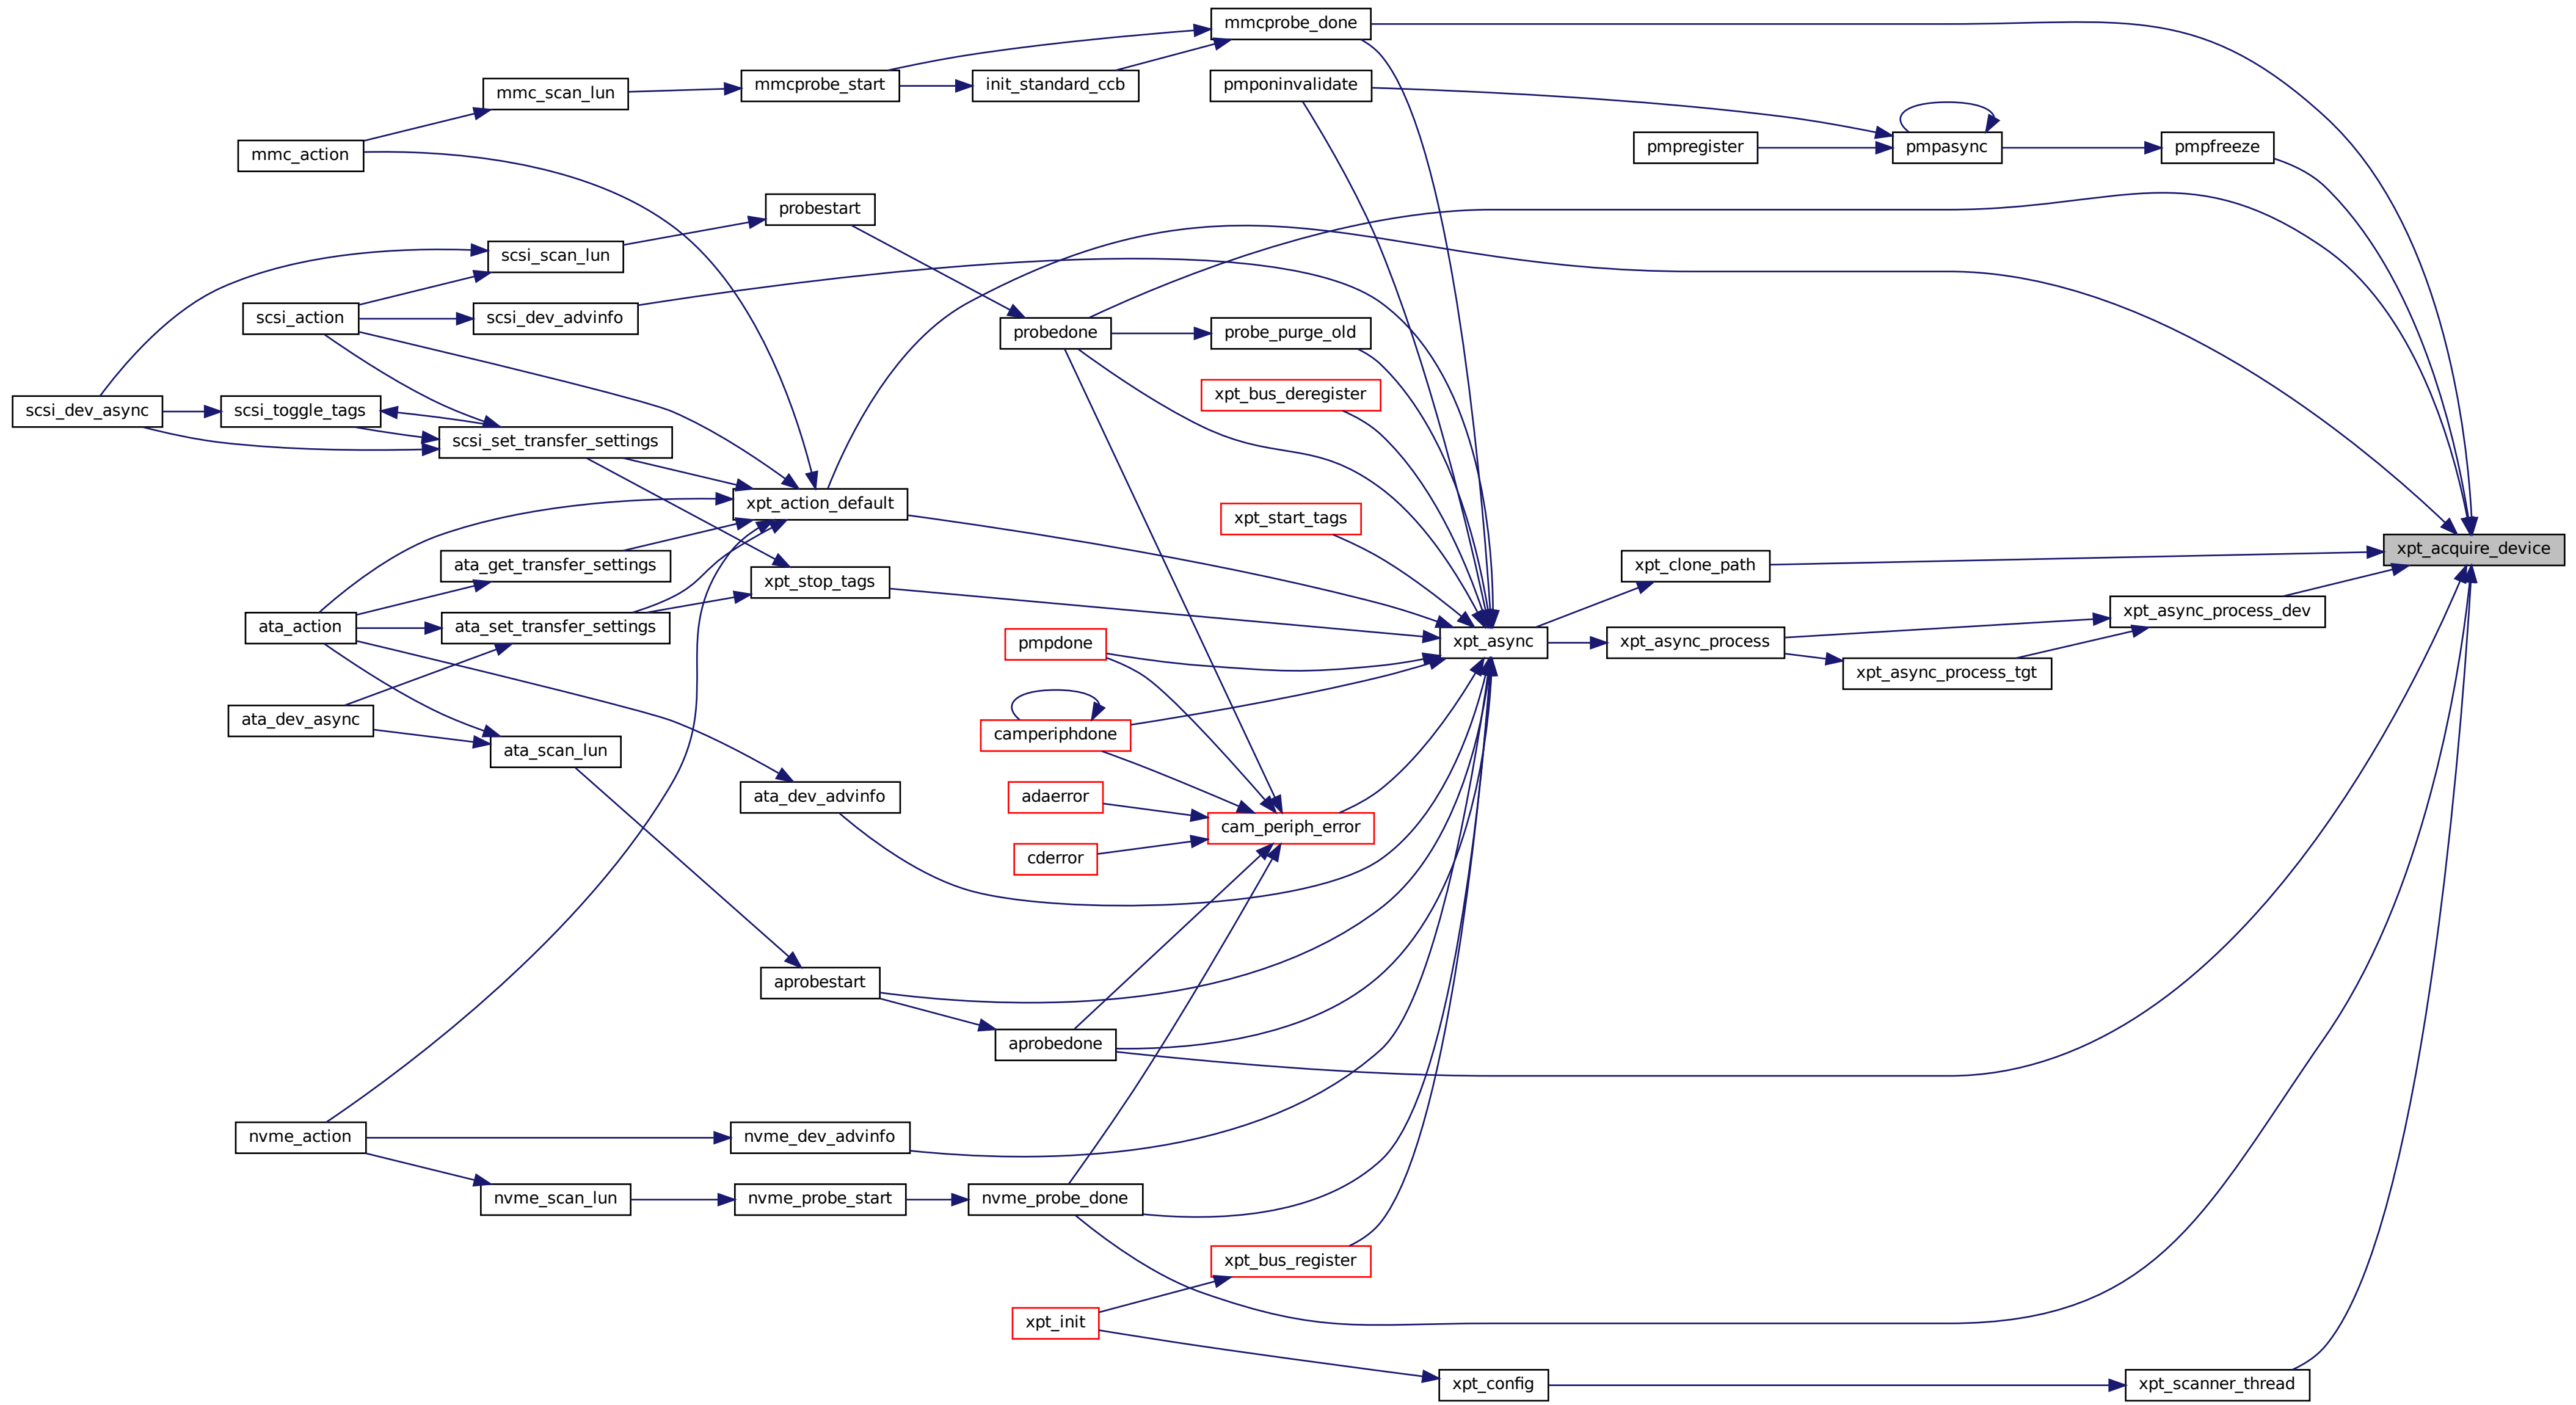 mmcprobe_done
mmc_scan_lun
mmcprobe_start
init_standard_ccb
pmponinvalidate
mmc_action
pmpregister
pmpasync
pmpfreeze
probestart
scsi_scan_lun
scsi_action
scsi_dev_advinfo
probedone
probe_purge_old
xpt_bus_deregister
scsi_dev_async
scsi_toggle_tags
scsi_set_transfer_settings
xpt_action_default
xpt_start_tags
xpt_acquire_device
ata_get_transfer_settings
xpt_stop_tags
xpt_clone_path
ata_action
ata_set_transfer_settings
pmpdone
xpt_async
xpt_async_process
xpt_async_process_dev
xpt_async_process_tgt
ata_dev_async
ata_scan_lun
camperiphdone
ata_dev_advinfo
adaerror
cam_periph_error
cderror
aprobestart
aprobedone
nvme_action
nvme_dev_advinfo
nvme_scan_lun
nvme_probe_start
nvme_probe_done
xpt_bus_register
xpt_init
xpt_config
xpt_scanner_thread